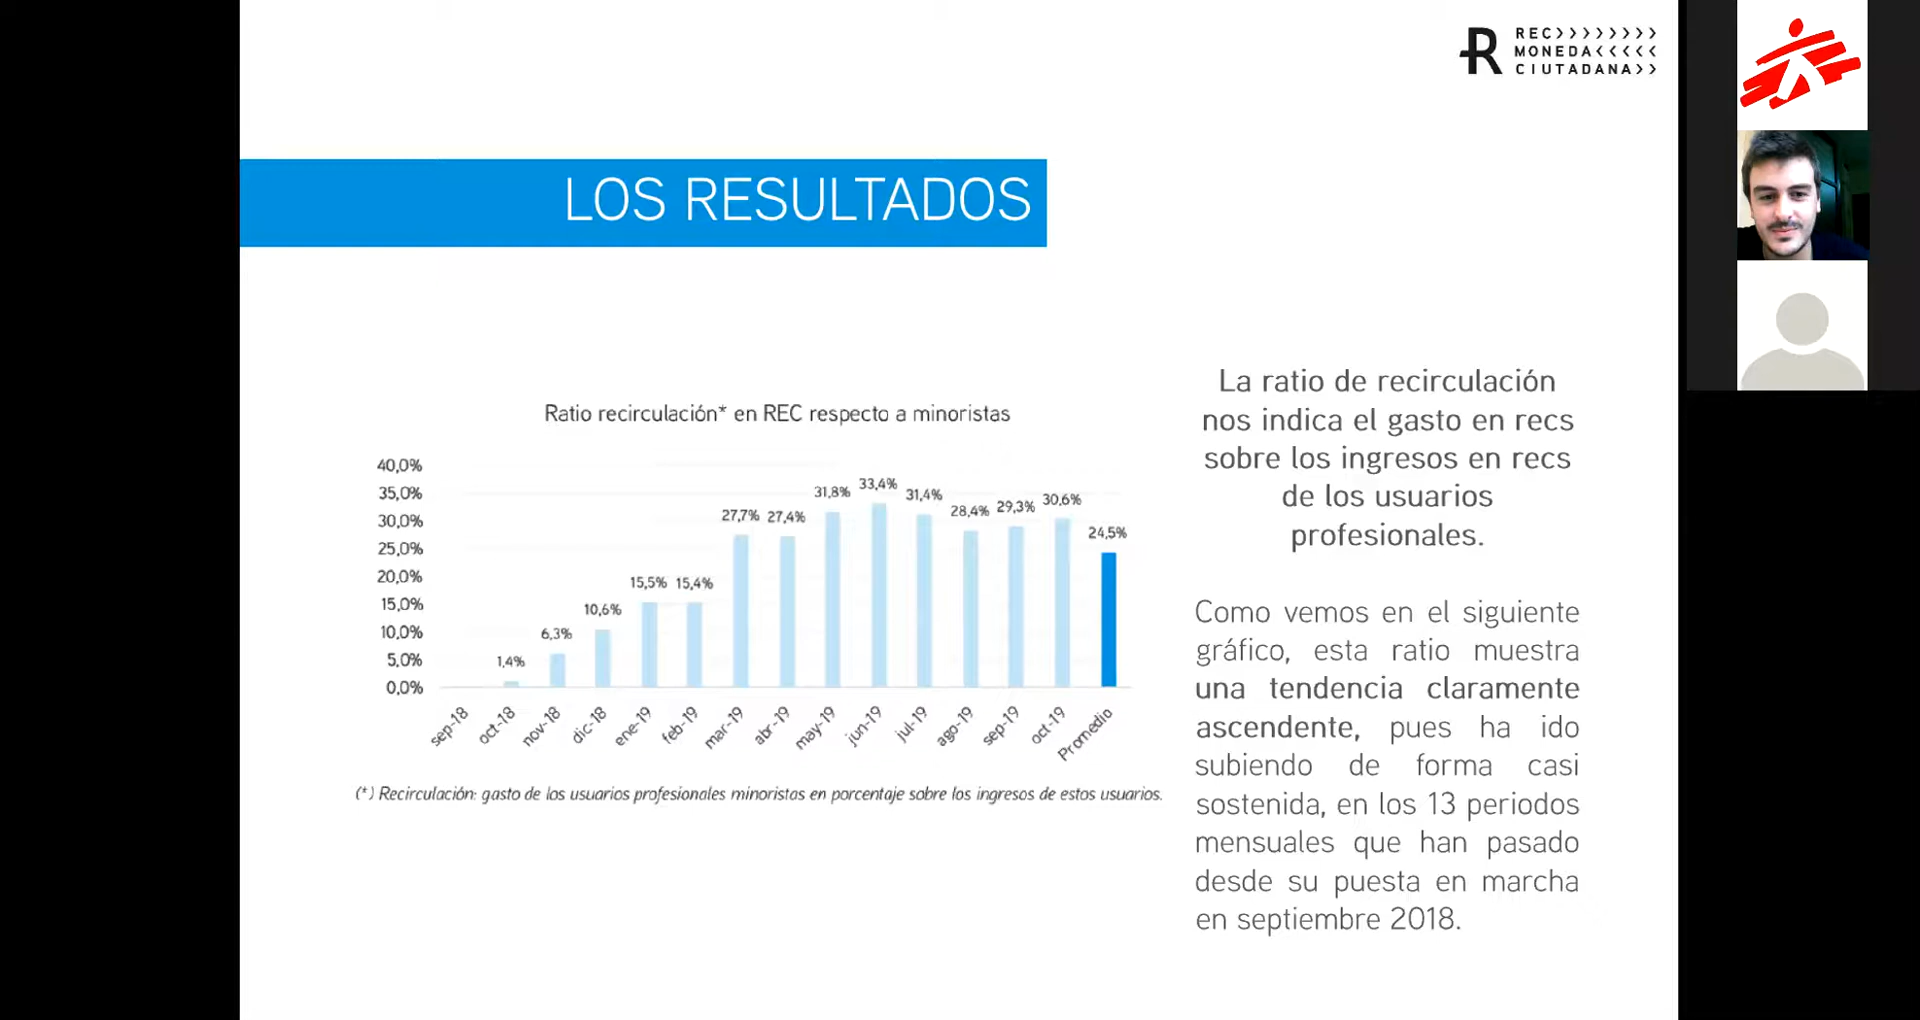 REC>>>>>>>>
MONEDA<<<<<
CIUTADANA>>
LOS RESULTADOS
Ratio recirculación* en REC respecto a minoristas
40,0%
35,0%
30,0%
25,0%
20,0%
15,0%
10,0%
5,0%
0,0%
1,4%
6,3%
10,6%
15,5%
15,4%
27,7%
27,4%
31,8%
33,4%
31,4%
28,4%
29,3%
30,6%
24,5%
sep-18
oct-18
nov-18
dic-18
ene-19
feb-19
mar-19
abr-19
may-19
jun-19
jul-19
ago-19
sep-19
oct-19
Promedio
(*) Recirculación: gasto de los usuarios profesionales minoristas en porcentaje sobre los ingresos de estos usuarios.
La ratio de recirculación
nos indica el gasto en recs
sobre los ingresos en recs
de los usuarios
profesionales.
Como vemos en el siguiente
gráfico, esta ratio muestra
una tendencia claramente
ascendente, pues ha ido
subiendo de forma casi
sostenida, en los 13 periodos
mensuales que han pasado
desde su puesta en marcha
en septiembre 2018.